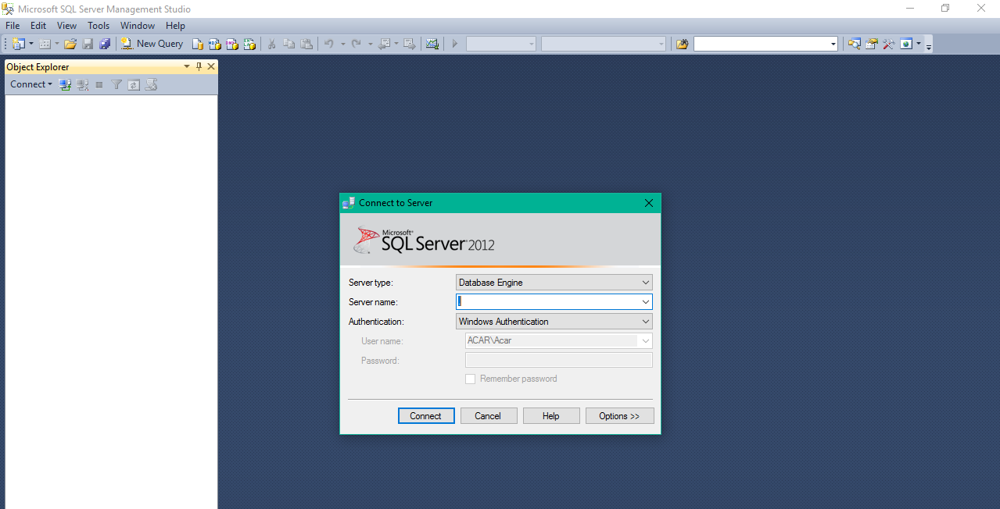 Microsoft SQL Server Management Studio
File Edit View Tools Window Help
New Query
Object Explorer
Connect
Connect to Server
Microsoft®
SQL Server 2012
Server type: Database Engine
Server name: .
Authentication: Windows Authentication
User name: ACAR\Acar
Password:
Remember password
Connect Cancel Help Options >>